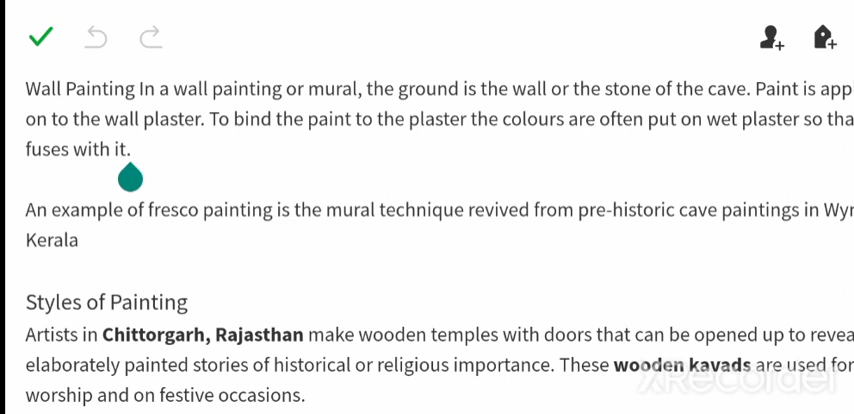 Wall Painting In a wall painting or mural, the ground is the wall or the stone of the cave. Paint is app
on to the wall plaster. To bind the paint to the plaster the colours are often put on wet plaster so tha
fuses with it.
An example of fresco painting is the mural technique revived from pre-historic cave paintings in Wyn
Kerala
Styles of Painting
Artists in Chittorgarh, Rajasthan make wooden temples with doors that can be opened up to revea
elaborately painted stories of historical or religious importance. These wooden kavads are used for
worship and on festive occasions.
XRecorder